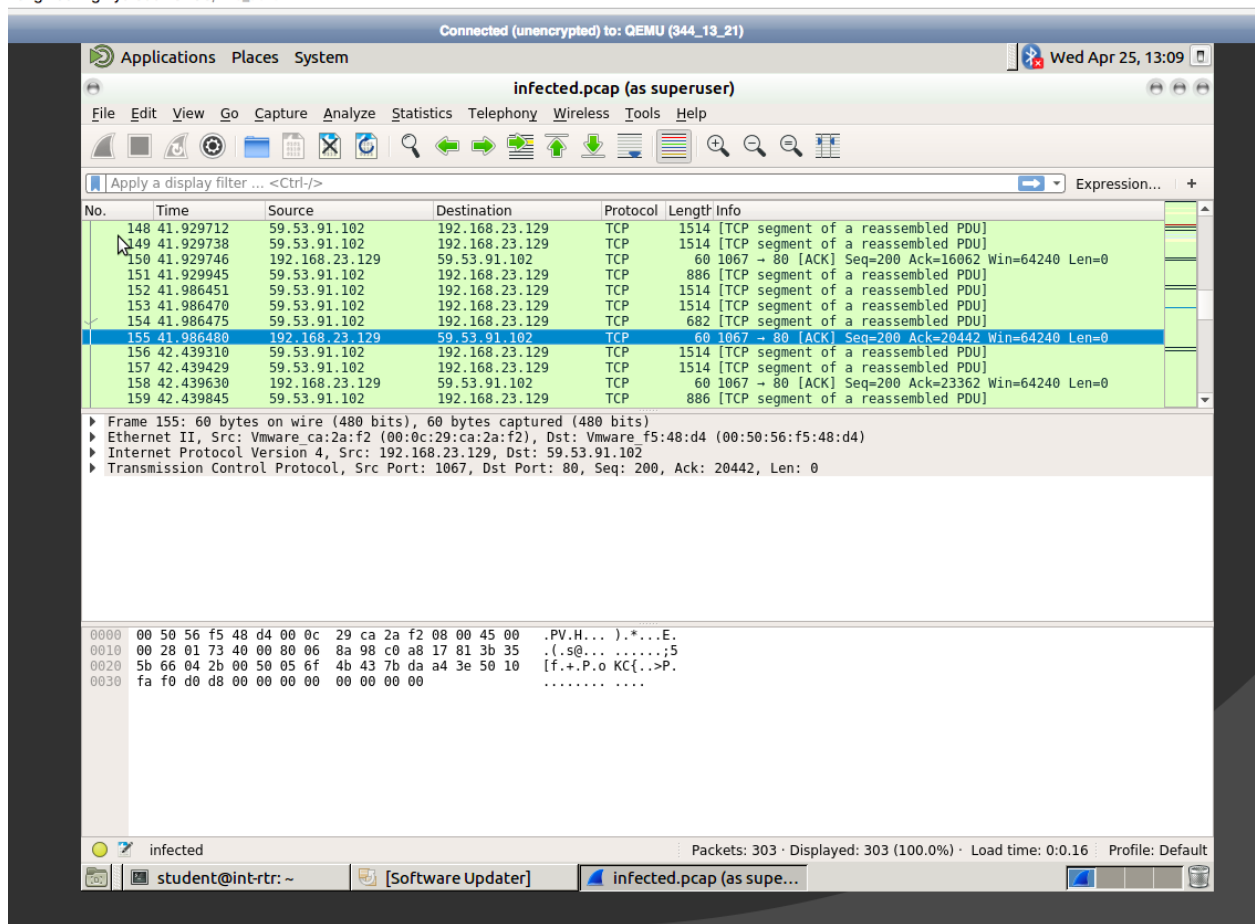 Connected (unencrypted) to: QEMU (344_13_21)
Applications Places System Wed Apr 25, 13:09
infected.pcap (as superuser)
File Edit View Go Capture Analyze Statistics Telephony Wireless Tools Help
Apply a display filter ... <Ctrl-/> Expression... +
No. Time Source Destination Protocol Length Info
148 41.929712 59.53.91.102 192.168.23.129 TCP 1514 [TCP segment of a reassembled PDU]
149 41.929738 59.53.91.102 192.168.23.129 TCP 1514 [TCP segment of a reassembled PDU]
150 41.929746 192.168.23.129 59.53.91.102 TCP 60 1067 → 80 [ACK] Seq=200 Ack=16062 Win=64240 Len=0
151 41.929945 59.53.91.102 192.168.23.129 TCP 886 [TCP segment of a reassembled PDU]
152 41.986451 59.53.91.102 192.168.23.129 TCP 1514 [TCP segment of a reassembled PDU]
153 41.986470 59.53.91.102 192.168.23.129 TCP 1514 [TCP segment of a reassembled PDU]
154 41.986475 59.53.91.102 192.168.23.129 TCP 682 [TCP segment of a reassembled PDU]
155 41.986480 192.168.23.129 59.53.91.102 TCP 60 1067 → 80 [ACK] Seq=200 Ack=20442 Win=64240 Len=0
156 42.439310 59.53.91.102 192.168.23.129 TCP 1514 [TCP segment of a reassembled PDU]
157 42.439429 59.53.91.102 192.168.23.129 TCP 1514 [TCP segment of a reassembled PDU]
158 42.439630 192.168.23.129 59.53.91.102 TCP 60 1067 → 80 [ACK] Seq=200 Ack=23362 Win=64240 Len=0
159 42.439845 59.53.91.102 192.168.23.129 TCP 886 [TCP segment of a reassembled PDU]
Frame 155: 60 bytes on wire (480 bits), 60 bytes captured (480 bits)
Ethernet II, Src: Vmware_ca:2a:f2 (00:0c:29:ca:2a:f2), Dst: Vmware_f5:48:d4 (00:50:56:f5:48:d4)
Internet Protocol Version 4, Src: 192.168.23.129, Dst: 59.53.91.102
Transmission Control Protocol, Src Port: 1067, Dst Port: 80, Seq: 200, Ack: 20442, Len: 0
0000 00 50 56 f5 48 d4 00 0c 29 ca 2a f2 08 00 45 00 .PV.H... ).*...E.
0010 00 28 01 73 40 00 80 06 8a 98 c0 a8 17 81 3b 35 .(.s@... ......;5
0020 5b 66 04 2b 00 50 05 6f 4b 43 7b da a4 3e 50 10 [f.+.P.o KC{..>P.
0030 fa f0 d0 d8 00 00 00 00 00 00 00 00 ........ ....
infected Packets: 303 · Displayed: 303 (100.0%) · Load time: 0:0.16 Profile: Default
student@int-rtr: ~ [Software Updater] infected.pcap (as supe...